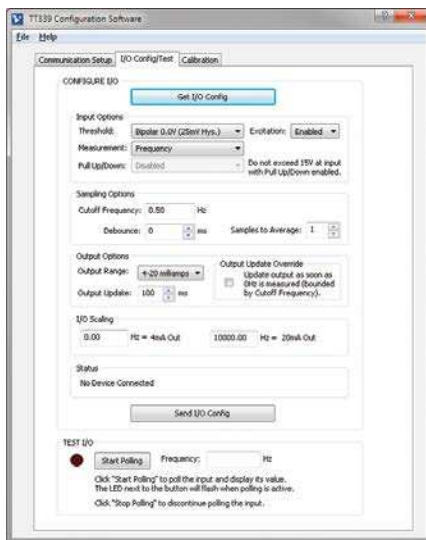 TT339 Configuration Software
File Help
Communication Setup I/O Config/Test Calibration
CONFIGURE I/O
Get I/O Config
Input Options
Threshold: Bipolar 0.0V (25mV Hys.) Excitation: Enabled
Measurement: Frequency
Pull Up/Down: Disabled
Do not exceed 15V at input
with Pull Up/Down enabled.
Sampling Options
Cutoff Frequency: 0.50 Hz
Debounce: 0 ms Samples to Average: 1
Output Options
Output Range: 4-20 milliamps
Output Update: 100 ms
Output Update Override
Update output as soon as
0Hz is measured (bounded
by Cutoff Frequency).
I/O Scaling
0.00 Hz = 4mA Out 10000.00 Hz = 20mA Out
Status
No Device Connected
Send I/O Config
TEST I/O
Start Polling Frequency: Hz
Click "Start Polling" to poll the input and display its value.
The LED next to the button will flash when polling is active.
Click "Stop Polling" to discontinue polling the input.